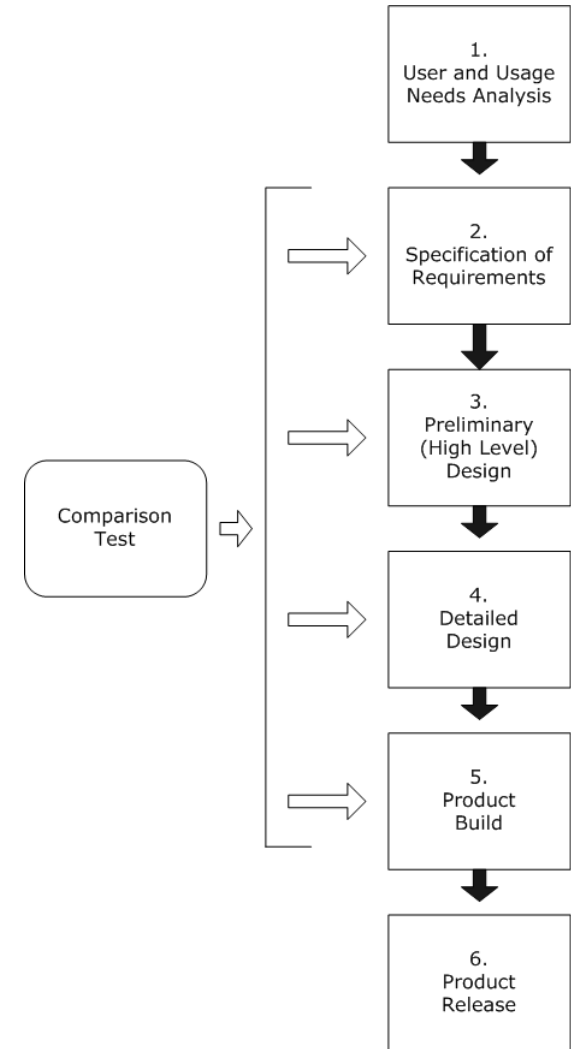 1.
User and Usage
Needs Analysis
2.
Specification of
Requirements
3.
Preliminary
(High Level)
Design
Comparison
Test
4.
Detailed
Design
5.
Product
Build
6.
Product
Release